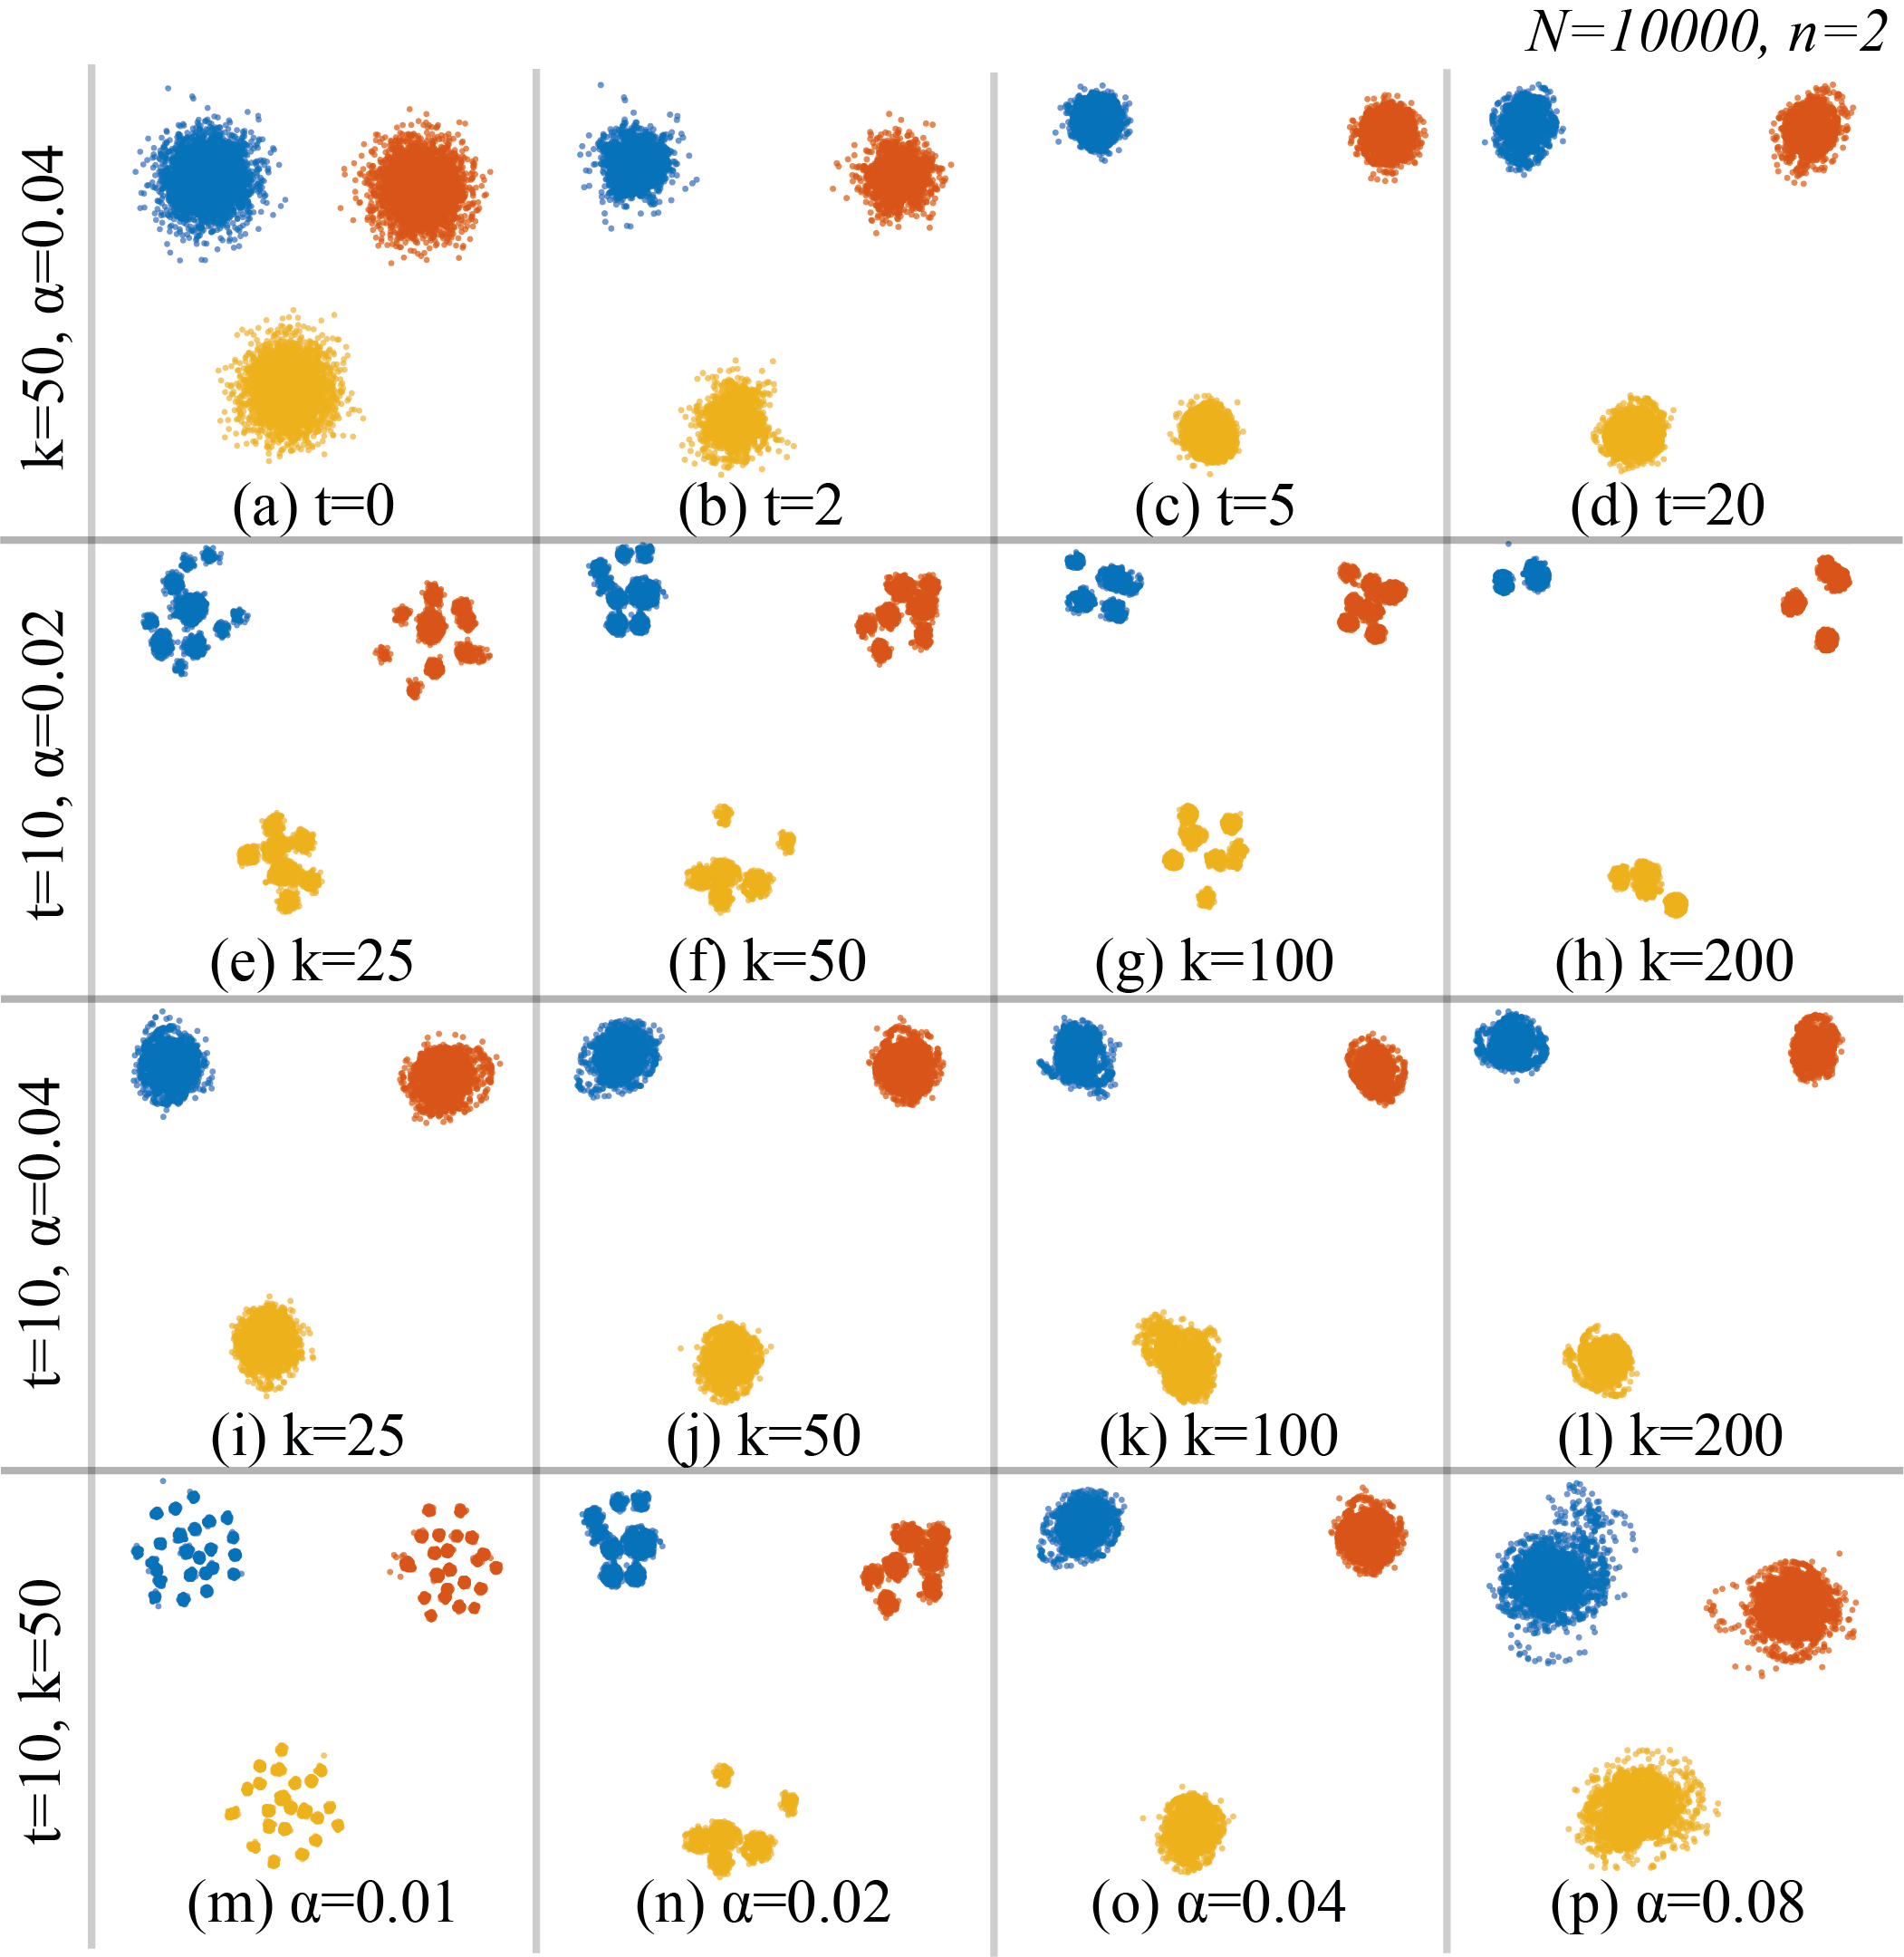 N=10000, n=2
k=50, α=0.04
(a) t=0
(b) t=2
(c) t=5
(d) t=20
t=10, α=0.02
(e) k=25
(f) k=50
(g) k=100
(h) k=200
t=10, α=0.04
(i) k=25
(j) k=50
(k) k=100
(l) k=200
t=10, k=50
(m) α=0.01
(n) α=0.02
(o) α=0.04
(p) α=0.08